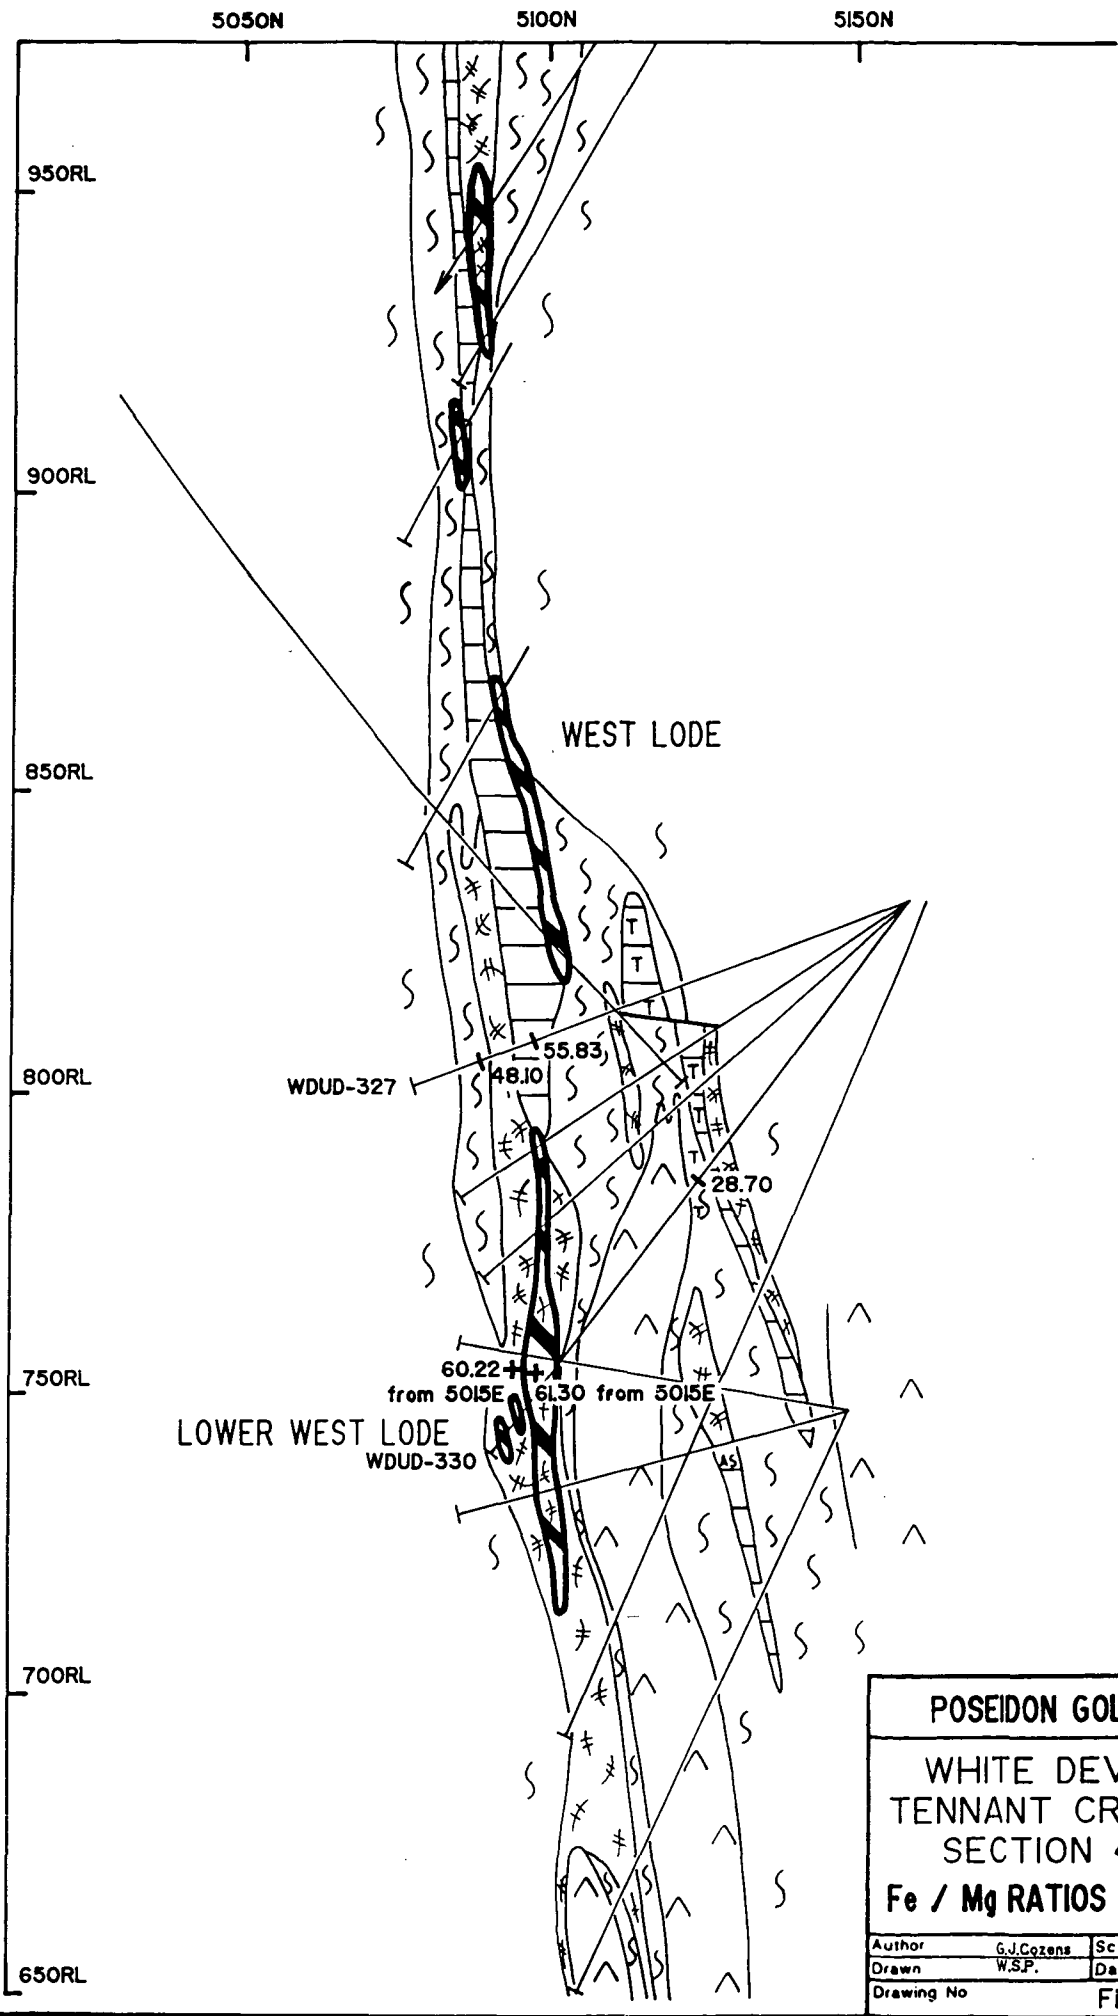 5050N 5100N 5150N
950RL
900RL
WEST LODE
850RL
T
T
T
55.83
48.10
WDUD-327
800RL
T
T
T
28.70
T
60.22
from 5015E 61.30 from 5015E
750RL
LOWER WEST LODE
WDUD-330
AS
700RL
POSEIDON GOL
WHITE DEV
TENNANT CR
SECTION
Fe / Mg RATIOS
Author G.J.Cozens Sc
Drawn W.S.P. Da
Drawing No
650RL